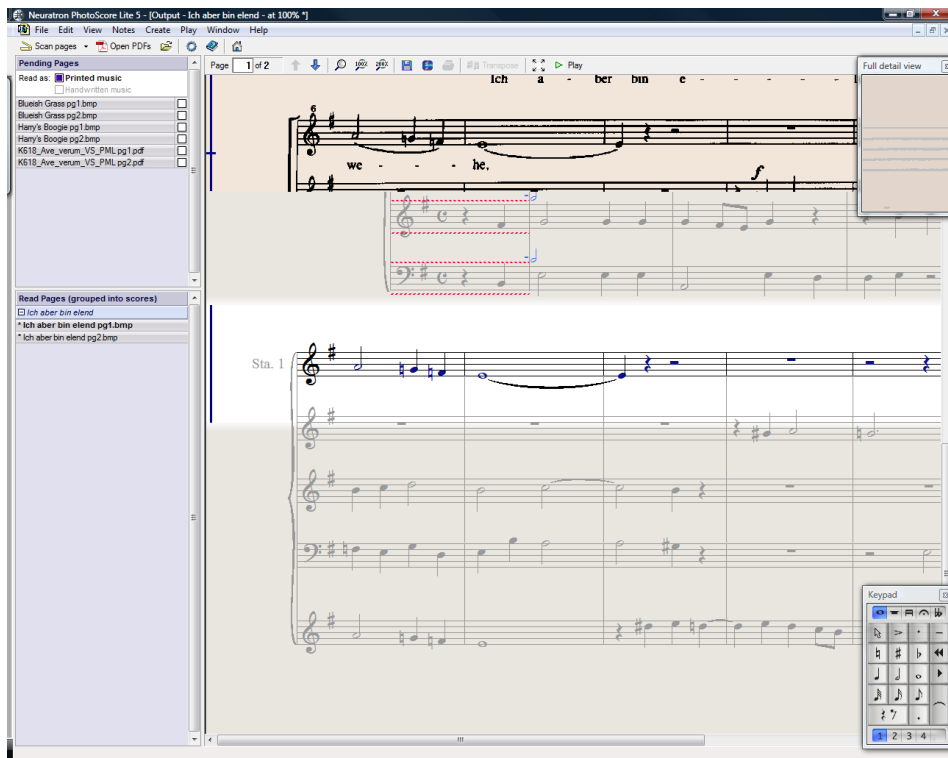 Neuratron PhotoScore Lite 5 - [Output - Ich aber bin elend - at 100% *]
File Edit View Notes Create Play Window Help
Scan pages Open PDFs
Pending Pages
Read as: Printed music
Handwritten music
Blueish Grass pg1.bmp
Blueish Grass pg2.bmp
Harry's Boogie pg1.bmp
Harry's Boogie pg2.bmp
K618_Ave_verum_VS_PML pg1.pdf
K618_Ave_verum_VS_PML pg2.pdf
Read Pages (grouped into scores)
Ich aber bin elend
* Ich aber bin elend pg1.bmp
* Ich aber bin elend pg2.bmp
Page 1 of 2 100% 200% Transpose Play
Ich a - ber bin e - - - -
6
we - - he,
f
Sta. 1
Full detail view
Keypad
1 2 3 4